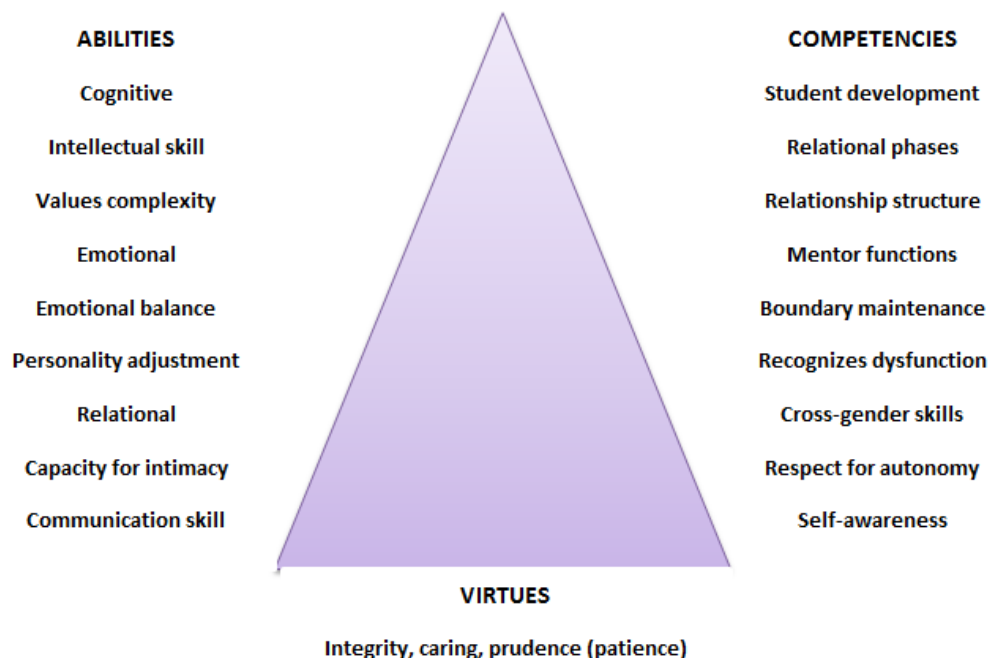 ABILITIES
Cognitive
Intellectual skill
Values complexity
Emotional
Emotional balance
Personality adjustment
Relational
Capacity for intimacy
Communication skill
COMPETENCIES
Student development
Relational phases
Relationship structure
Mentor functions
Boundary maintenance
Recognizes dysfunction
Cross-gender skills
Respect for autonomy
Self-awareness
VIRTUES
Integrity, caring, prudence (patience)